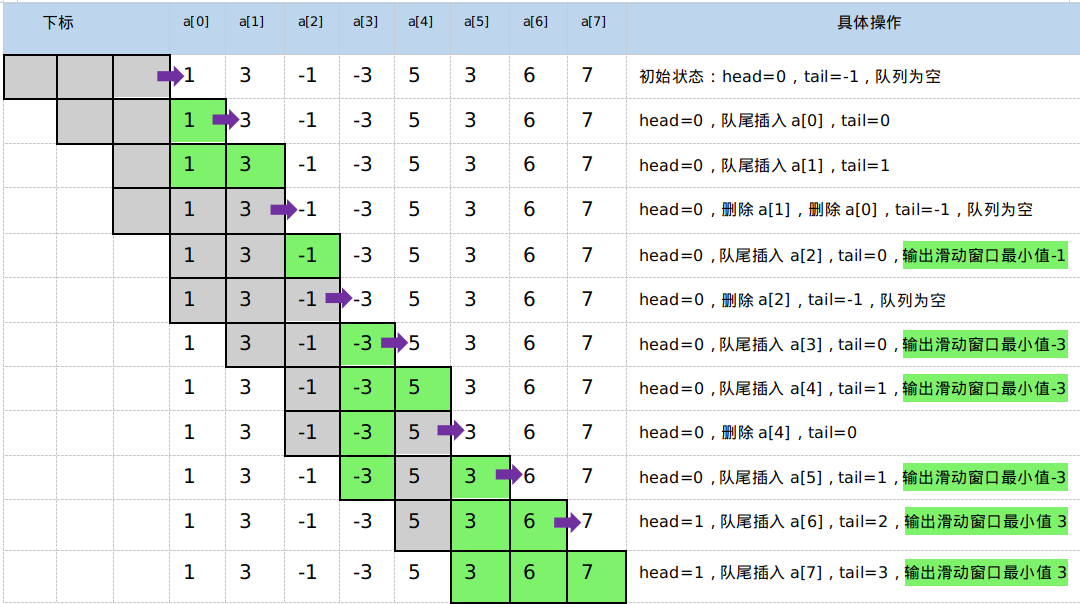 下标 a[0] a[1] a[2] a[3] a[4] a[5] a[6] a[7] 具体操作
1 3 -1 -3 5 3 6 7 初始状态：head=0，tail=-1，队列为空
1 3 -1 -3 5 3 6 7 head=0，队尾插入 a[0]，tail=0
1 3 -1 -3 5 3 6 7 head=0，队尾插入 a[1]，tail=1
1 3 -1 -3 5 3 6 7 head=0，删除 a[1]，删除 a[0]，tail=-1，队列为空
1 3 -1 -3 5 3 6 7 head=0，队尾插入 a[2]，tail=0，输出滑动窗口最小值-1
1 3 -1 -3 5 3 6 7 head=0，删除 a[2]，tail=-1，队列为空
1 3 -1 -3 5 3 6 7 head=0，队尾插入 a[3]，tail=0，输出滑动窗口最小值-3
1 3 -1 -3 5 3 6 7 head=0，队尾插入 a[4]，tail=1，输出滑动窗口最小值-3
1 3 -1 -3 5 3 6 7 head=0，删除 a[4]，tail=0
1 3 -1 -3 5 3 6 7 head=0，队尾插入 a[5]，tail=1，输出滑动窗口最小值-3
1 3 -1 -3 5 3 6 7 head=1，队尾插入 a[6]，tail=2，输出滑动窗口最小值 3
1 3 -1 -3 5 3 6 7 head=1，队尾插入 a[7]，tail=3，输出滑动窗口最小值 3